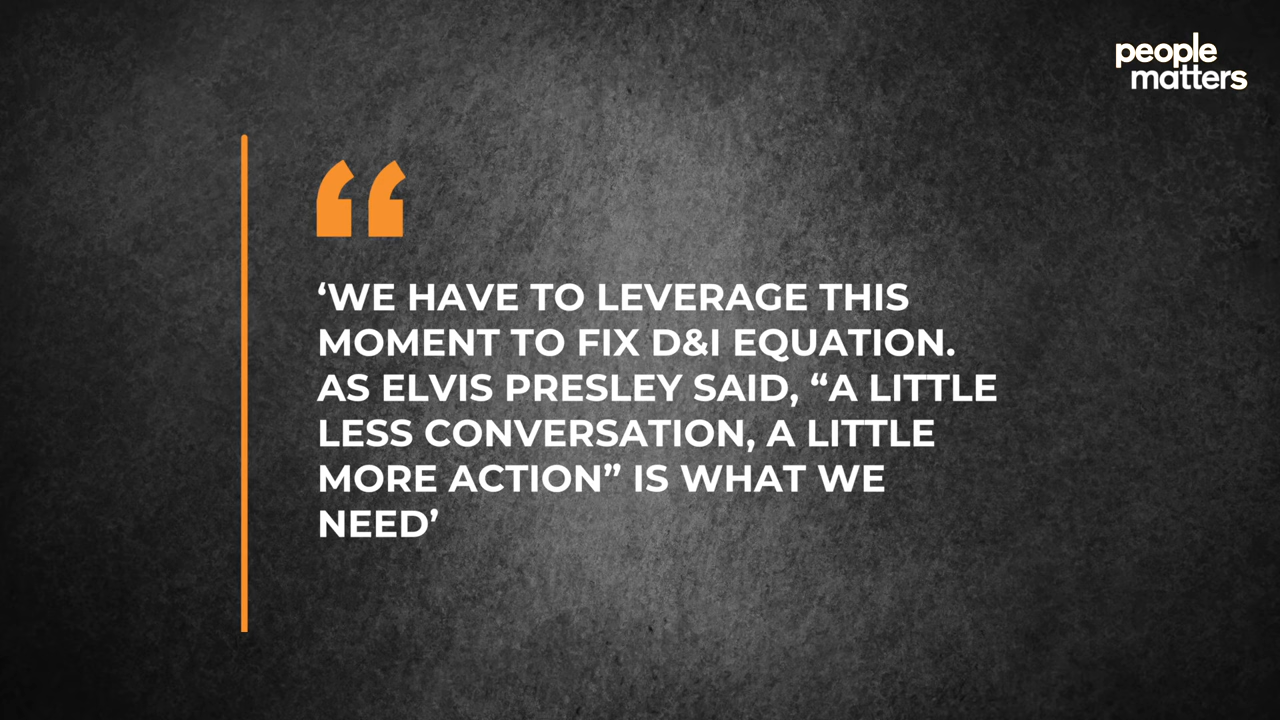 people
matters
‘WE HAVE TO LEVERAGE THIS
MOMENT TO FIX D&I EQUATION.
AS ELVIS PRESLEY SAID, “A LITTLE
LESS CONVERSATION, A LITTLE
MORE ACTION” IS WHAT WE
NEED’